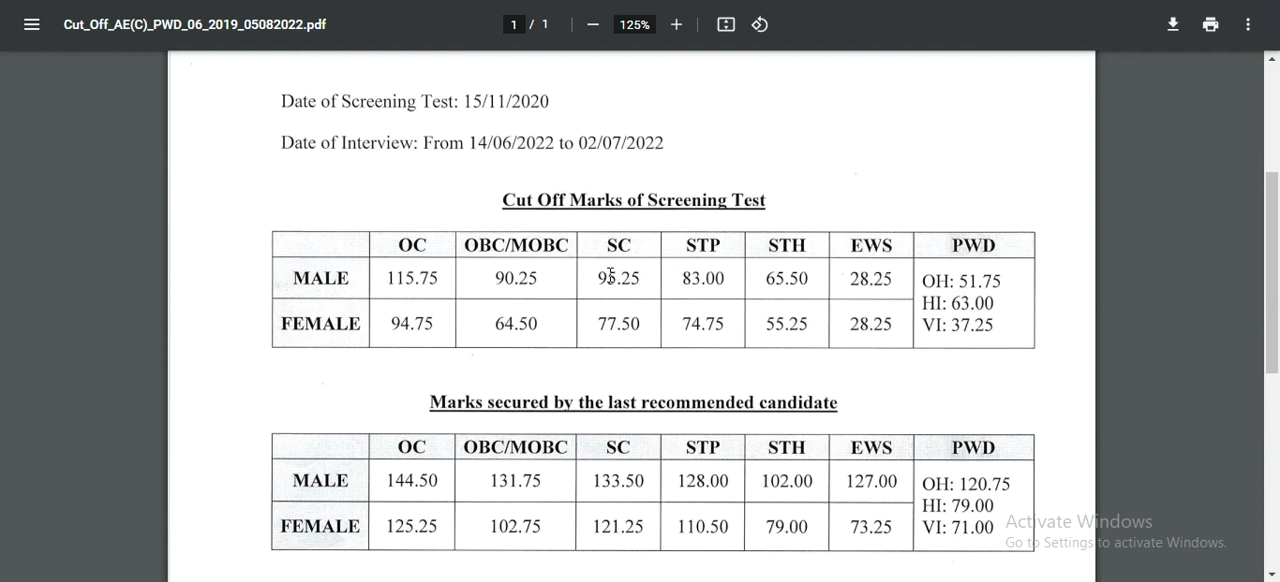 Cut_Off_AE(C)_PWD_06_2019_05082022.pdf
1 / 1
125%
Date of Screening Test: 15/11/2020
Date of Interview: From 14/06/2022 to 02/07/2022
Cut Off Marks of Screening Test
OC OBC/MOBC SC STP STH EWS PWD
MALE 115.75 90.25 95.25 83.00 65.50 28.25
OH: 51.75
HI: 63.00
FEMALE 94.75 64.50 77.50 74.75 55.25 28.25
VI: 37.25
Marks secured by the last recommended candidate
OC OBC/MOBC SC STP STH EWS PWD
MALE 144.50 131.75 133.50 128.00 102.00 127.00
OH: 120.75
HI: 79.00
FEMALE 125.25 102.75 121.25 110.50 79.00 73.25
VI: 71.00
Activate Windows
Go to Settings to activate Windows.